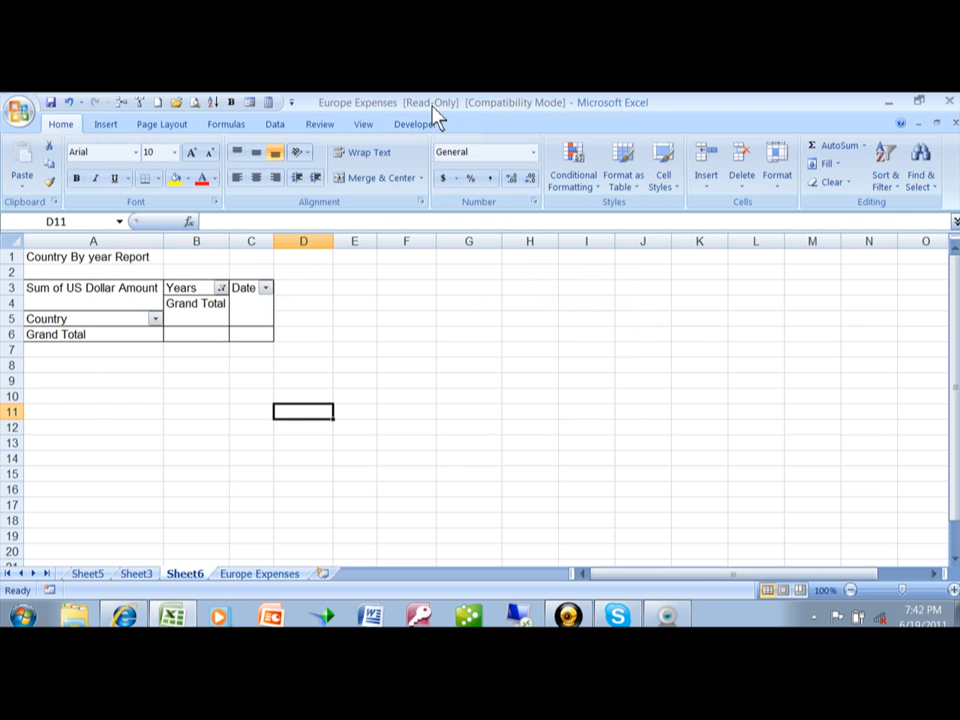 Europe Expenses [Read-Only] [Compatibility Mode] - Microsoft Excel
Home Insert Page Layout Formulas Data Review View Developer
Paste Arial 10 Wrap Text General Conditional Formatting Format as Table Cell Styles Insert Delete Format AutoSum Fill Clear Sort & Filter Find & Select
B I U A Merge & Center $ % ,
Clipboard Font Alignment Number Styles Cells Editing
D11 fx
A B C D E F G H I J K L M N O
1 Country By year Report
2
3 Sum of US Dollar Amount Years Date
4 Grand Total
5 Country
6 Grand Total
7
8
9
10
11
12
13
14
15
16
17
18
19
20
Sheet5 Sheet3 Sheet6 Europe Expenses
Ready 100%
7:42 PM
6/19/2011